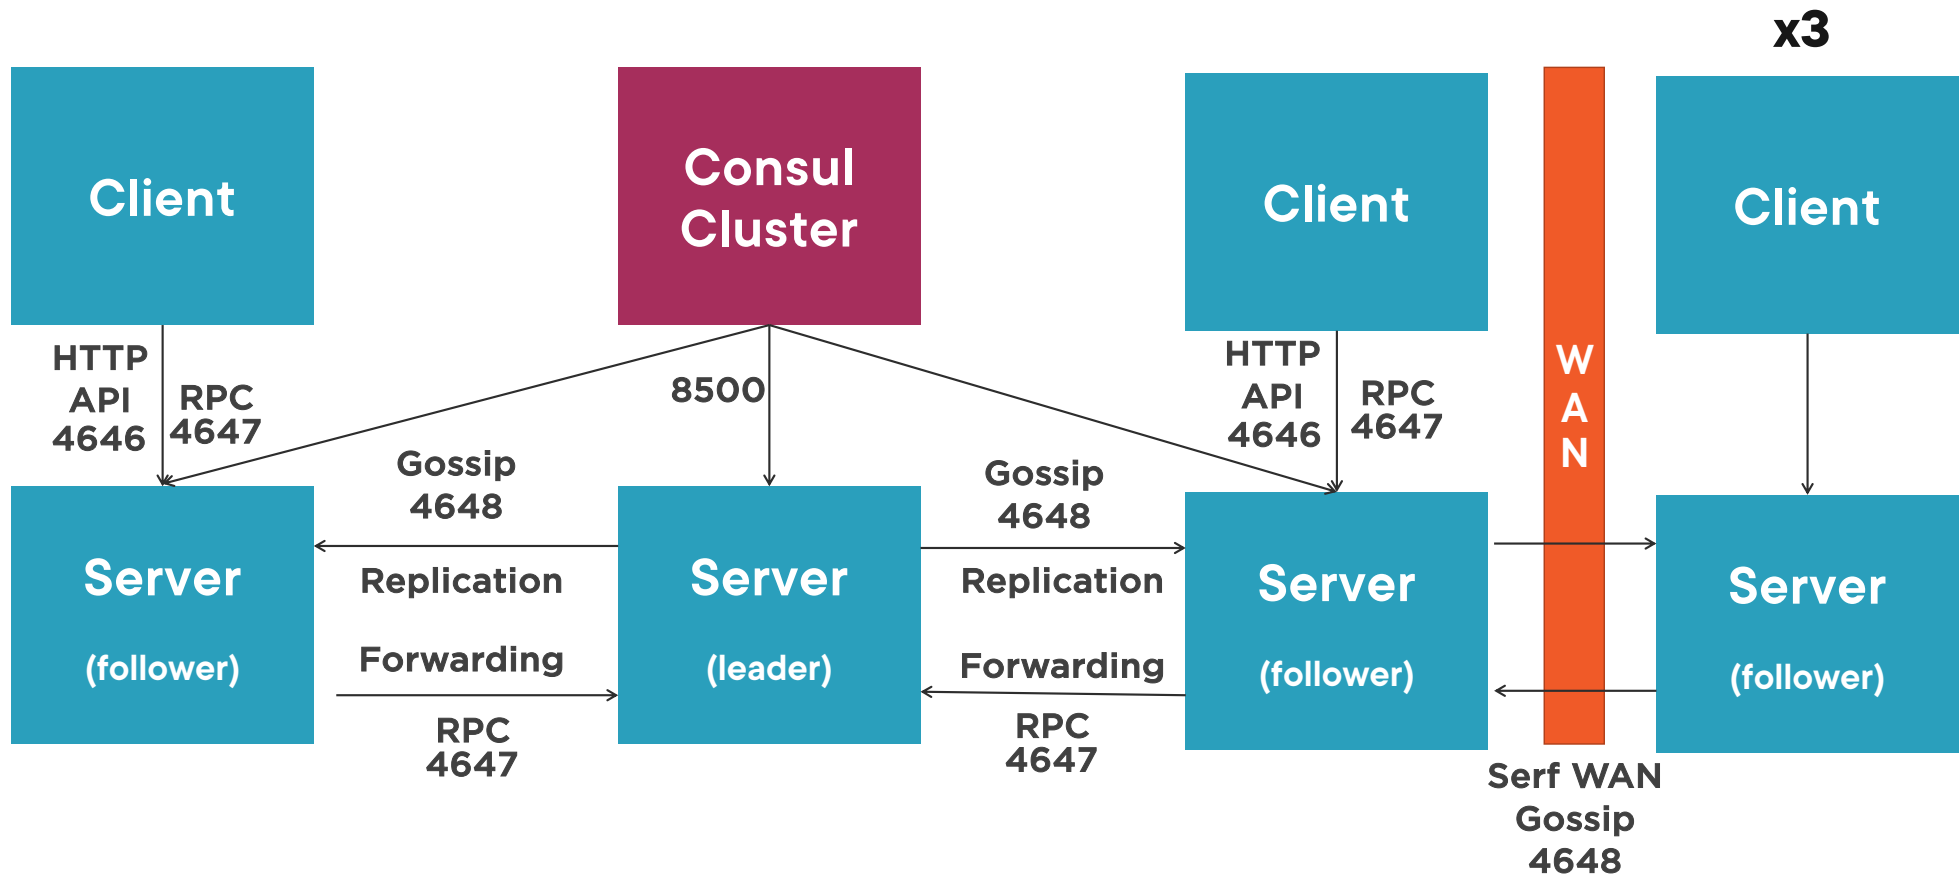 x3
Client
Consul
Cluster
Client
Client
HTTP
API
4646
RPC
4647
8500
HTTP
API
4646
RPC
4647
W
A
N
Gossip
4648
Gossip
4648
Server
(follower)
Replication
Forwarding
RPC
4647
Server
(leader)
Replication
Forwarding
RPC
4647
Server
(follower)
Server
(follower)
Serf WAN
Gossip
4648